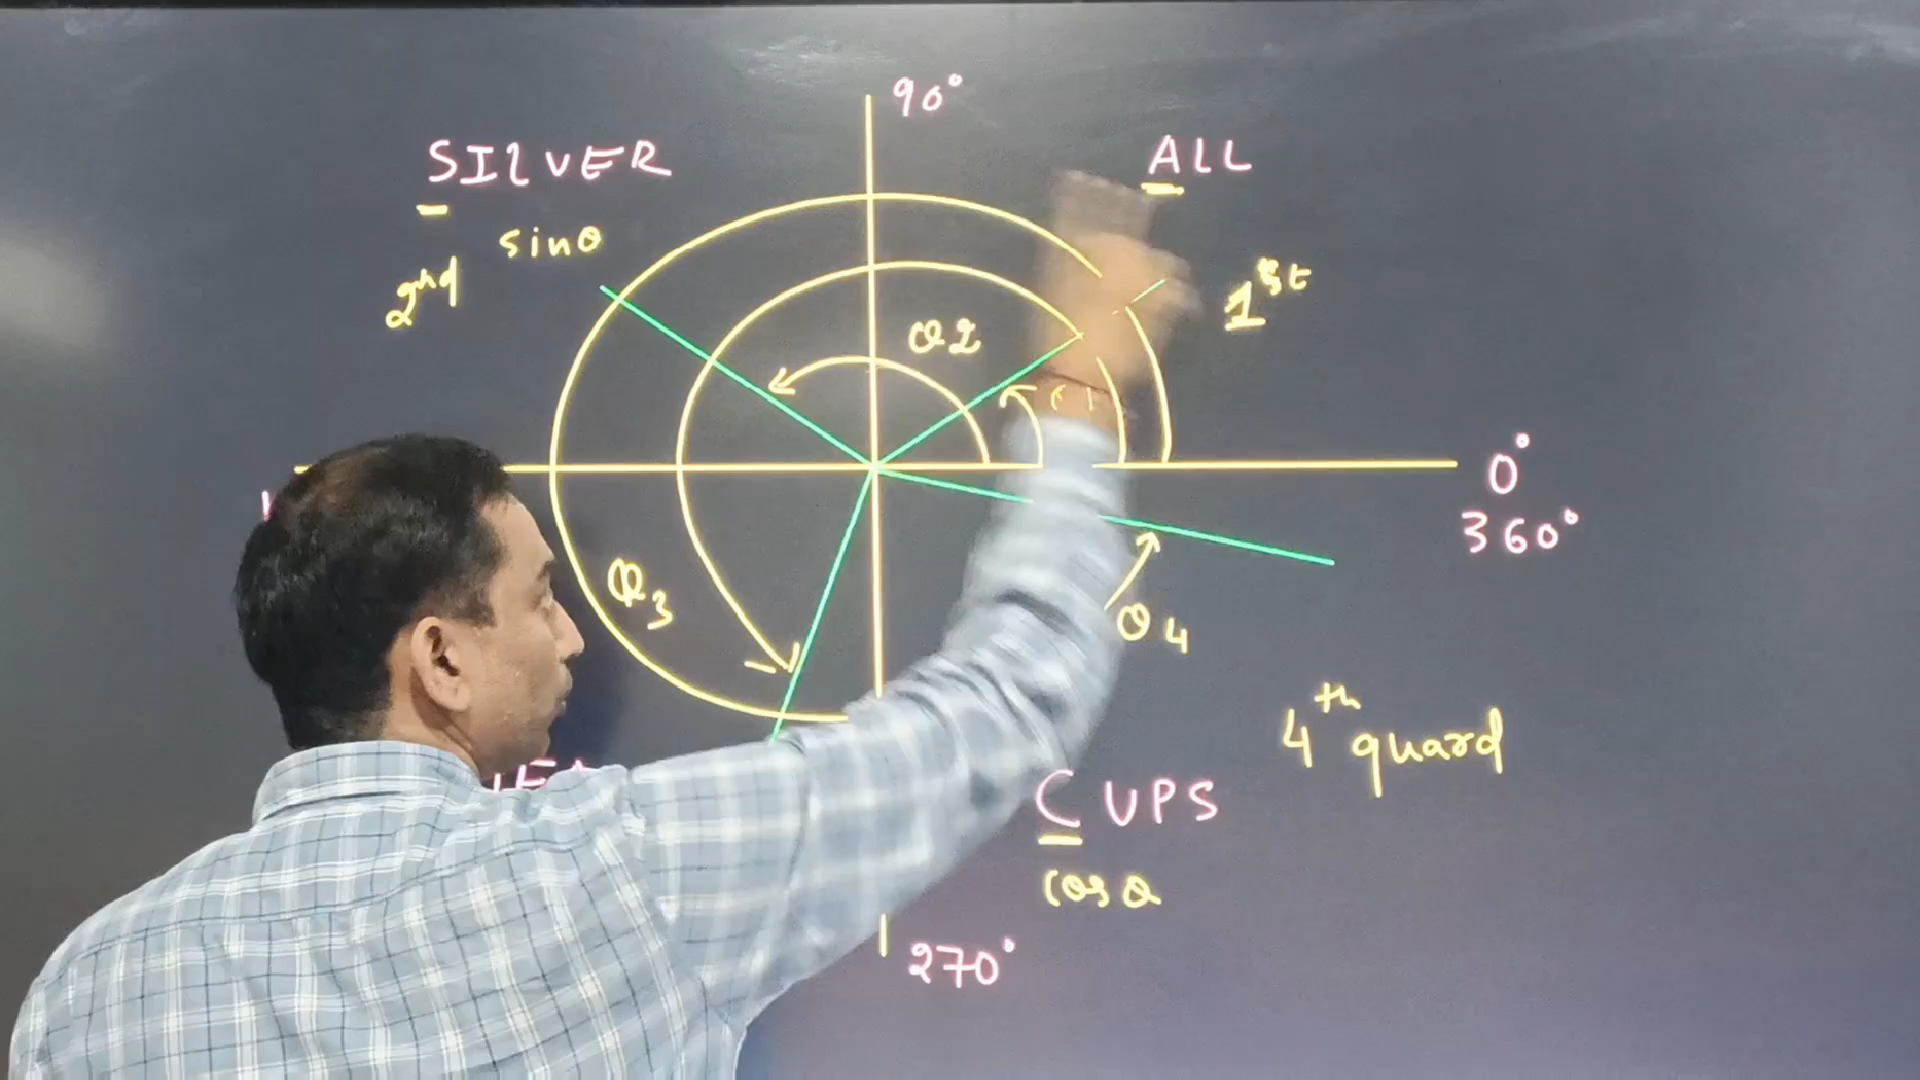 90°
SILVER
ALL
sinθ
2nd
1st
θ2
0°
360°
θ3
θ4
4th quard
CUPS
cosθ
270°